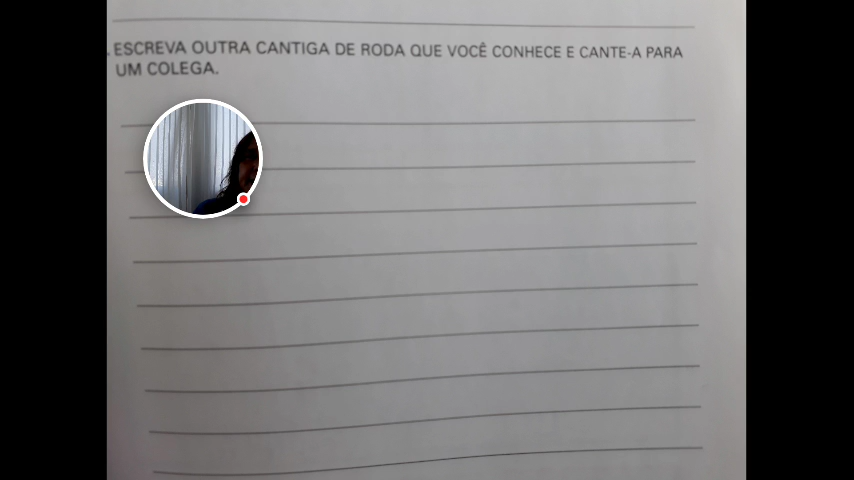 . ESCREVA OUTRA CANTIGA DE RODA QUE VOCÊ CONHECE E CANTE-A PARA
UM COLEGA.